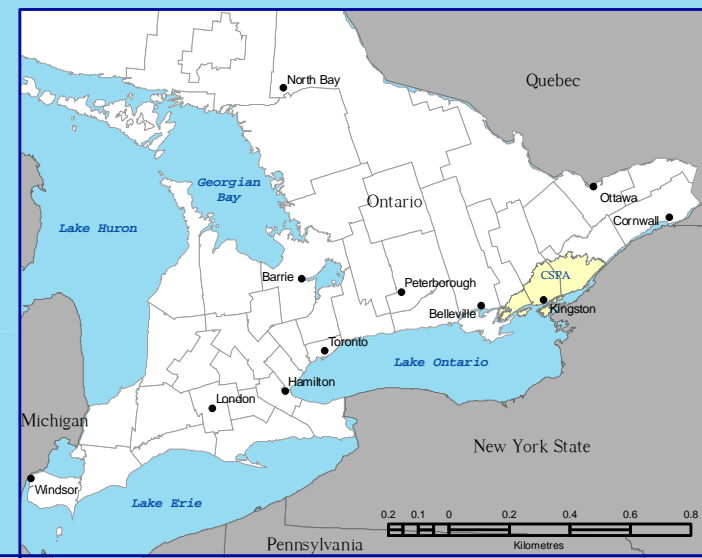 North Bay
Quebec
Georgian
Bay
Ontario
Ottawa
Cornwall
Lake Huron
CSPA
Barrie
Peterborough
Belleville
Kingston
Toronto
Lake Ontario
Hamilton
London
Michigan
New York State
Windsor
Lake Erie
0.2 0.1 0 0.2 0.4 0.6 0.8
Kilometres
Pennsylvania